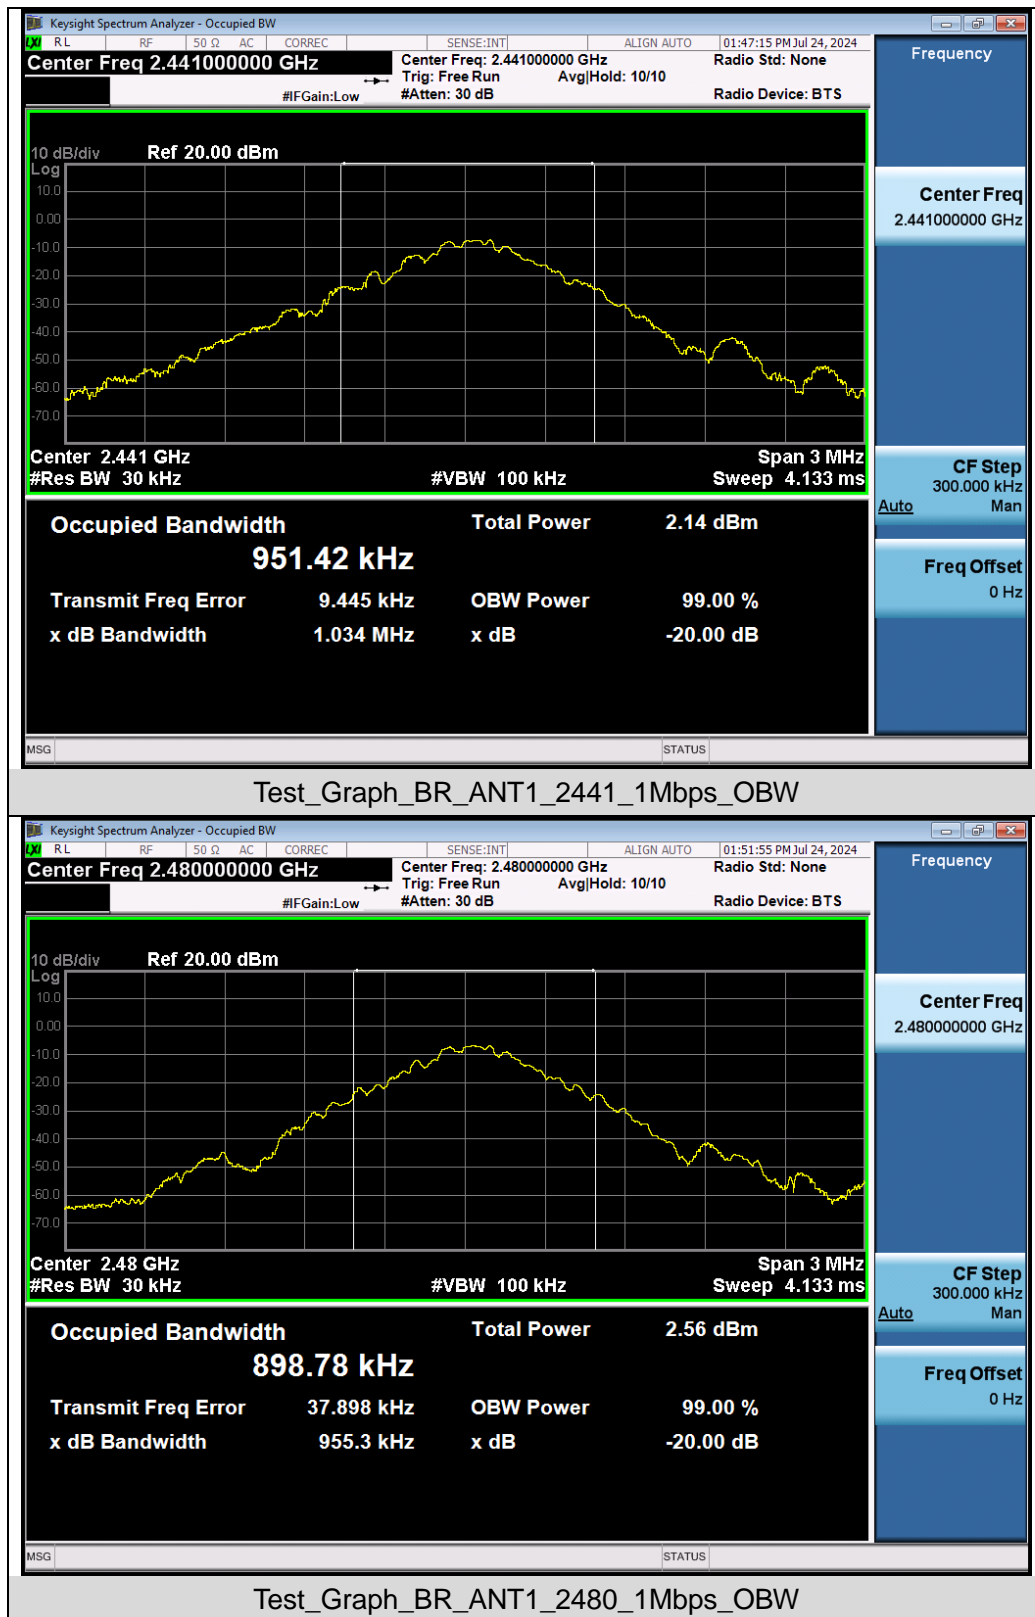 Keysight Spectrum Analyzer - Occupied BW
LXI RL RF 50 Ω AC CORREC SENSE:INT ALIGN AUTO 01:47:15 PM Jul 24, 2024
Center Freq 2.441000000 GHz
Center Freq: 2.441000000 GHz
Radio Std: None
Trig: Free Run Avg|Hold: 10/10
#IFGain:Low
#Atten: 30 dB
Radio Device: BTS
Frequency
10 dB/div Ref 20.00 dBm
Log
10.0
0.00
-10.0
-20.0
-30.0
-40.0
-50.0
-60.0
-70.0
Center Freq
2.441000000 GHz
Center 2.441 GHz Span 3 MHz
#Res BW 30 kHz #VBW 100 kHz Sweep 4.133 ms
CF Step
300.000 kHz
Auto Man
Occupied Bandwidth Total Power 2.14 dBm
951.42 kHz
Transmit Freq Error 9.445 kHz OBW Power 99.00 %
x dB Bandwidth 1.034 MHz x dB -20.00 dB
Freq Offset
0 Hz
MSG STATUS
Test_Graph_BR_ANT1_2441_1Mbps_OBW
Keysight Spectrum Analyzer - Occupied BW
LXI RL RF 50 Ω AC CORREC SENSE:INT ALIGN AUTO 01:51:55 PM Jul 24, 2024
Center Freq 2.480000000 GHz
Center Freq: 2.480000000 GHz
Radio Std: None
Trig: Free Run Avg|Hold: 10/10
#IFGain:Low
#Atten: 30 dB
Radio Device: BTS
Frequency
10 dB/div Ref 20.00 dBm
Log
10.0
0.00
-10.0
-20.0
-30.0
-40.0
-50.0
-60.0
-70.0
Center Freq
2.480000000 GHz
Center 2.48 GHz Span 3 MHz
#Res BW 30 kHz #VBW 100 kHz Sweep 4.133 ms
CF Step
300.000 kHz
Auto Man
Occupied Bandwidth Total Power 2.56 dBm
898.78 kHz
Transmit Freq Error 37.898 kHz OBW Power 99.00 %
x dB Bandwidth 955.3 kHz x dB -20.00 dB
Freq Offset
0 Hz
MSG STATUS
Test_Graph_BR_ANT1_2480_1Mbps_OBW